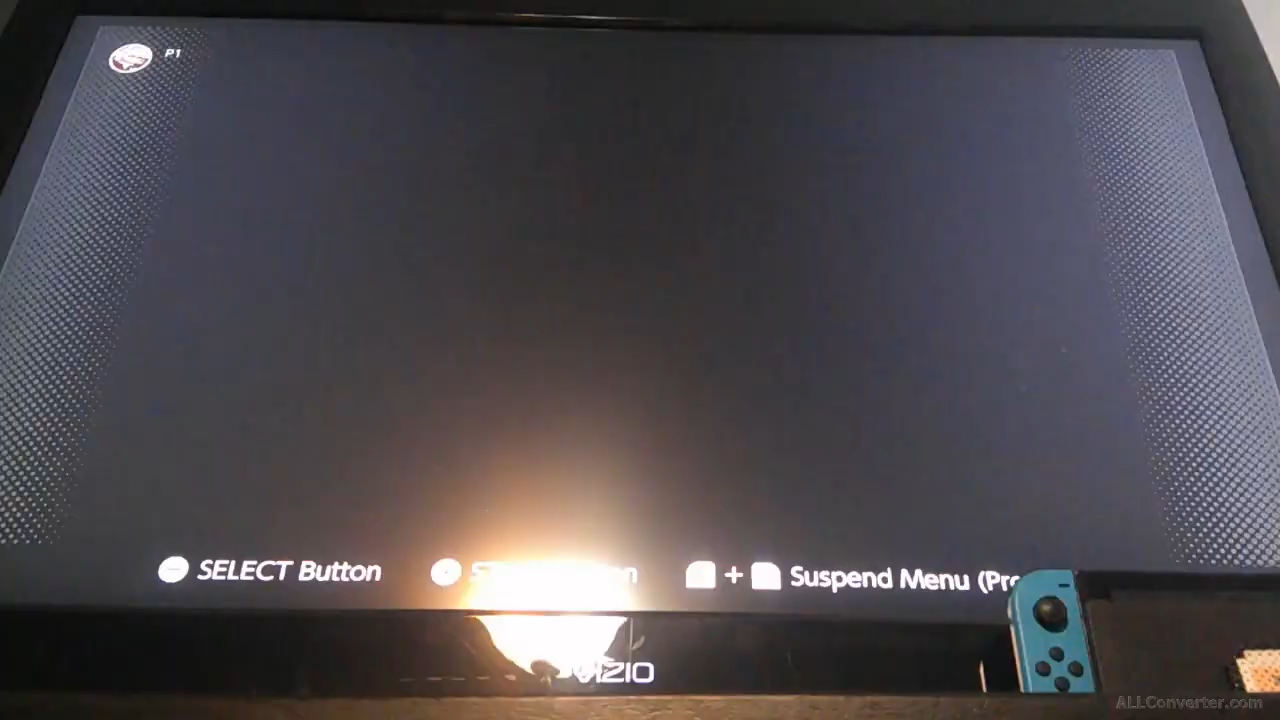 P1
SELECT Button
+
Suspend Menu
VIZIO
ALLConverter.com